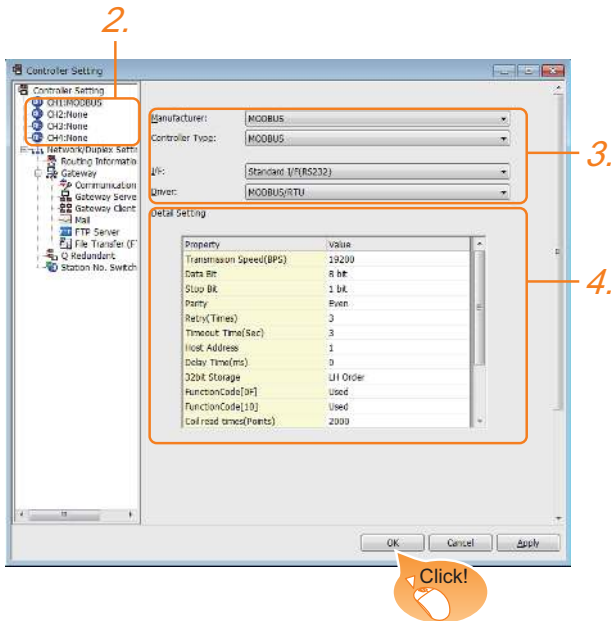 2.
Controller Setting
Controller Setting
CH1:MODBUS
CH2:None
CH3:None
CH4:None
Network/Duplex Settin
Routing Informatio
Gateway
Communication
Gateway Serve
Gateway Client
Mail
FTP Server
File Transfer (F
Q Redundant
Station No. Switch
Manufacturer: MODBUS
Controller Type: MODBUS
I/F: Standard I/F(RS232)
Driver: MODBUS/RTU
3.
Detail Setting
Property Value
Transmission Speed(BPS) 19200
Data Bit 8 bit
Stop Bit 1 bit
Parity Even
Retry(Times) 3
Timeout Time(Sec) 3
Host Address 1
Delay Time(ms) 0
32bit Storage LH Order
FunctionCode[0F] Used
FunctionCode[10] Used
Coil read times(Points) 2000
4.
OK Cancel Apply
Click!